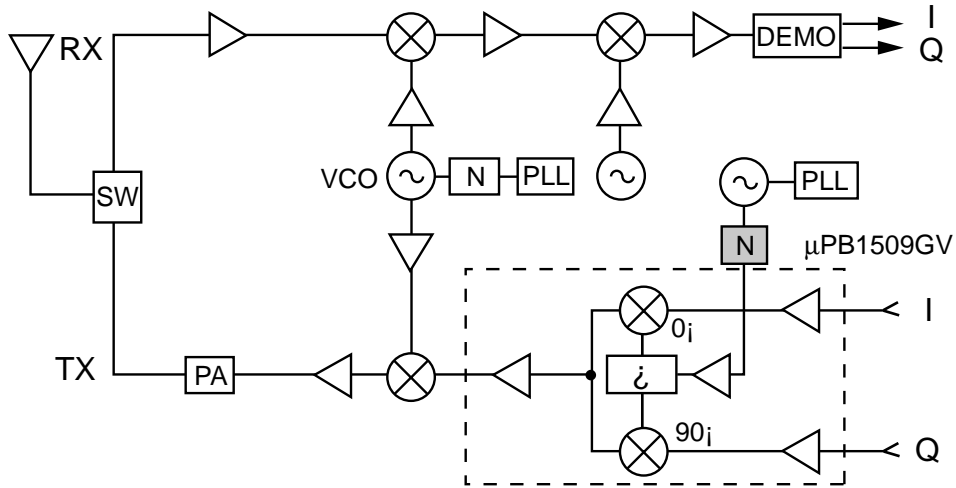 RX
DEMO
I
Q
SW
VCO
N
PLL
PLL
N
µPB1509GV
I
0¡
TX
PA
¿
90¡
Q